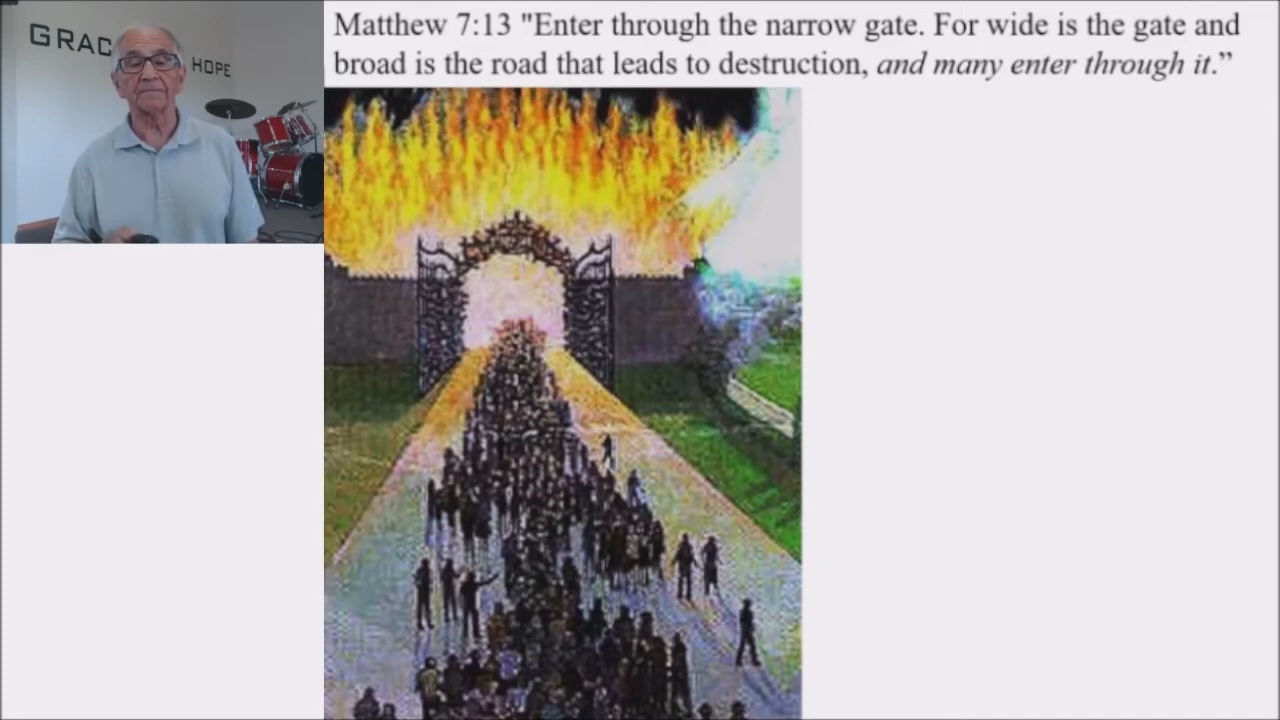 GRAC
HOPE
Matthew 7:13 "Enter through the narrow gate. For wide is the gate and
broad is the road that leads to destruction, and many enter through it.”